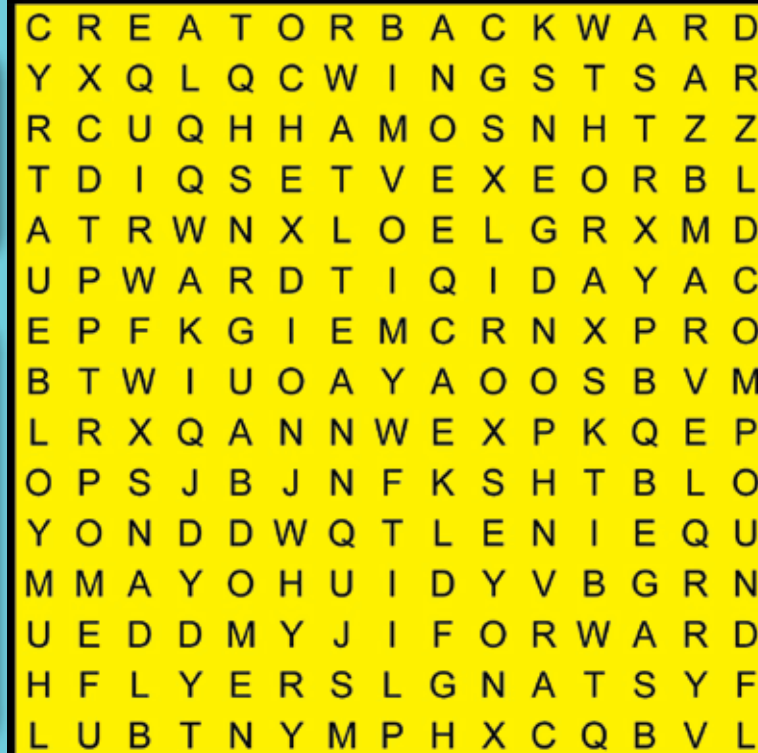 C R E A T O R B A C K W A R D
Y X Q L Q C W I N G S T S A R
R C U Q H H A M O S N H T Z Z
T D I Q S E T V E X E O R B L
A T R W N X L O E L G R X M D
U P W A R D T I Q I D A Y A C
E P F K G I E M C R N X P R O
B T W I U O A Y A O O S B V M
L R X Q A N N W E X P K Q E P
O P S J B J N F K S H T B L O
Y O N D D W Q T L E N I E Q U
M M A Y O H U I D Y V B G R N
U E D D M Y J I F O R W A R D
H F L Y E R S L G N A T S Y F
L U B T N Y M P H X C Q B V L